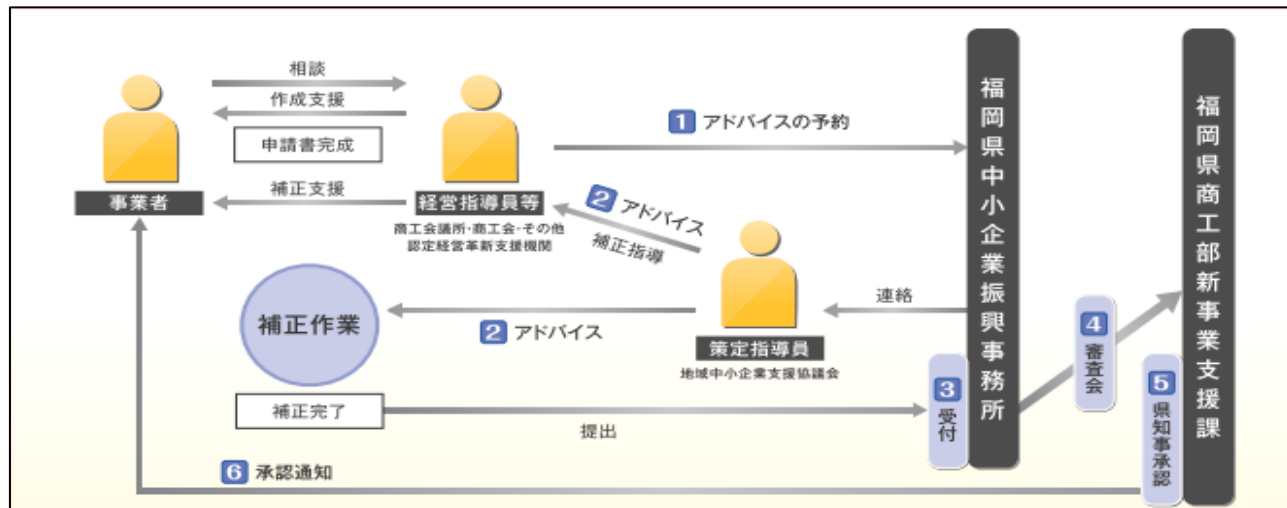 相談
作成支援
申請書完成
補正支援
事業者
経営指導員等
商工会議所・商工会・その他
認定経営革新支援機関
1 アドバイスの予約
2 アドバイス
補正指導
連絡
策定指導員
地域中小企業支援協議会
2 アドバイス
補正作業
補正完了
提出
3 受付
福岡県中小企業振興事務所
4 審査会
5 県知事承認
福岡県商工部新事業支援課
6 承認通知